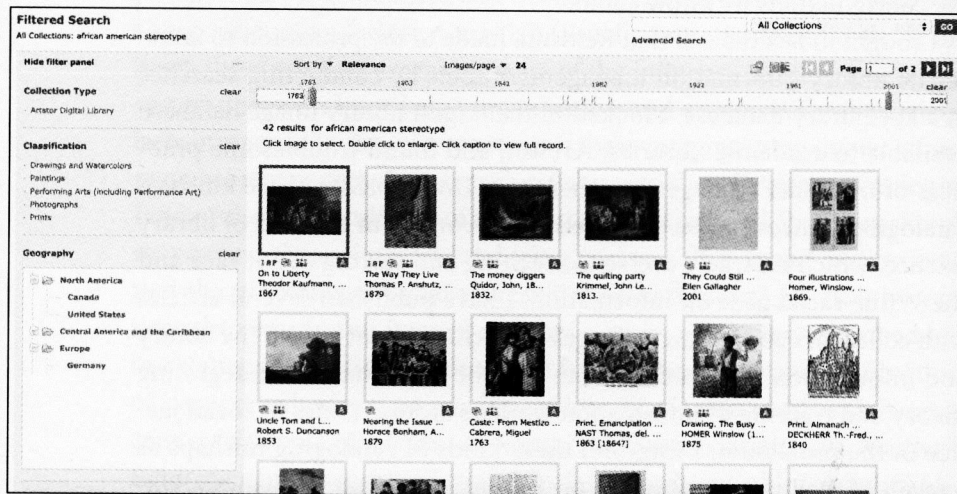 Filtered Search
All Collections: african american stereotype
All Collections GO
Advanced Search
Hide filter panel
Sort by Relevance Images/page 24
Page 1 of 2
Collection Type clear
Artstor Digital Library
1763 1803 1843 1882 1922 1961 2001 clear
1763 2001
42 results for african american stereotype
Click image to select. Double click to enlarge. Click caption to view full record.
Classification clear
Drawings and Watercolors
Paintings
Performing Arts (including Performance Art)
Photographs
Prints
Geography clear
North America
Canada
United States
Central America and the Caribbean
Europe
Germany
On to Liberty
Theodor Kaufmann, ...
1867
The Way They Live
Thomas P. Anshutz, ...
1879
The money diggers
Quidor, John, 18...
1832.
The quilting party
Krimmel, John Le...
1813.
They Could Still ...
Ellen Gallagher
2001
Four illustrations ...
Homer, Winslow, ...
1869.
Uncle Tom and L...
Robert S. Duncanson
1853
Nearing the Issue ...
Horace Bonham, A...
1879
Caste: From Mestizo ...
Cabrera, Miguel
1763
Print. Emancipation ...
NAST Thomas, del. ...
1863 [1864?]
Drawing. The Busy ...
HOMER Winslow (1...
1875
Print. Almanach ...
DECKHERR Th.-Fred., ...
1840